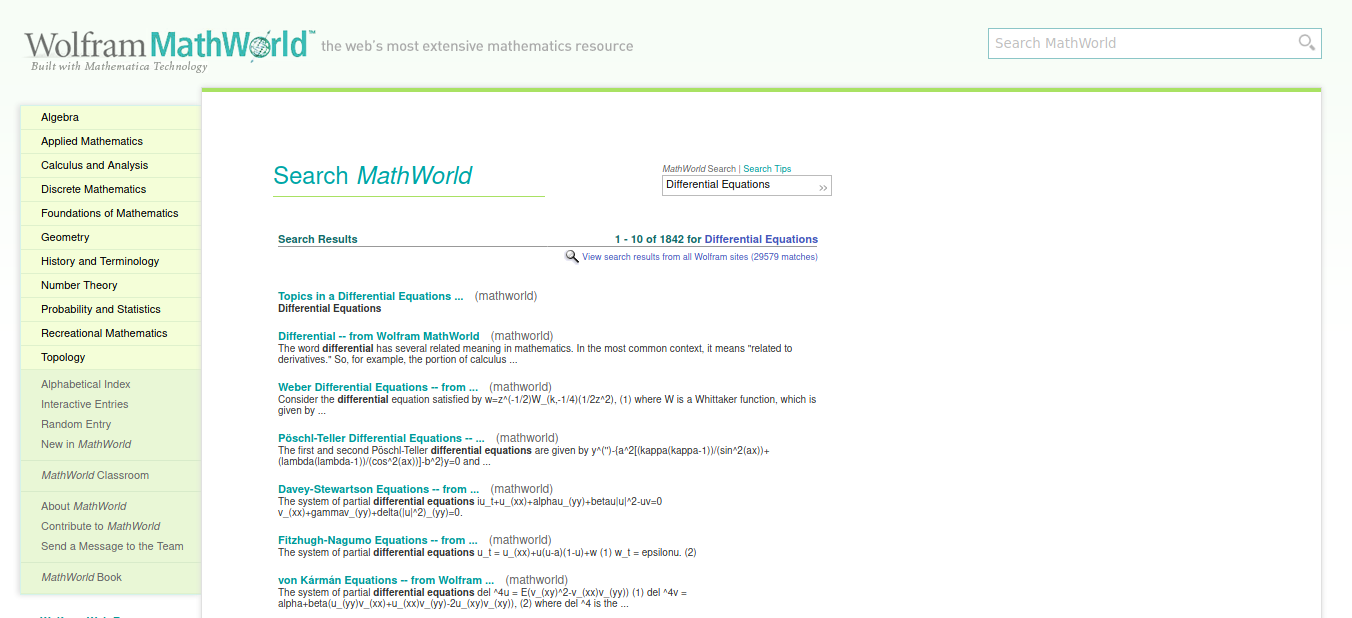 Wolfram MathWorld™ the web's most extensive mathematics resource
Built with Mathematica Technology
Search MathWorld
Algebra
Applied Mathematics
Calculus and Analysis
Discrete Mathematics
Foundations of Mathematics
Geometry
History and Terminology
Number Theory
Probability and Statistics
Recreational Mathematics
Topology
Alphabetical Index
Interactive Entries
Random Entry
New in MathWorld
MathWorld Classroom
About MathWorld
Contribute to MathWorld
Send a Message to the Team
MathWorld Book
Search MathWorld
MathWorld Search | Search Tips
Differential Equations »
Search Results 1 - 10 of 1842 for Differential Equations
View search results from all Wolfram sites (29579 matches)
Topics in a Differential Equations ... (mathworld)
Differential Equations
Differential -- from Wolfram MathWorld (mathworld)
The word differential has several related meaning in mathematics. In the most common context, it means "related to
derivatives." So, for example, the portion of calculus ...
Weber Differential Equations -- from ... (mathworld)
Consider the differential equation satisfied by w=z^(-1/2)W_(k,-1/4)(1/2z^2), (1) where W is a Whittaker function, which is
given by ...
Pöschl-Teller Differential Equations -- ... (mathworld)
The first and second Pöschl-Teller differential equations are given by y^('')-{a^2[(kappa(kappa-1))/(sin^2(ax))+
(lambda(lambda-1))/(cos^2(ax))]-b^2}y=0 and ...
Davey-Stewartson Equations -- from ... (mathworld)
The system of partial differential equations iu_t+u_(xx)+alphau_(yy)+betau|u|^2-uv=0
v_(xx)+gammav_(yy)+delta(|u|^2)_(yy)=0.
Fitzhugh-Nagumo Equations -- from ... (mathworld)
The system of partial differential equations u_t = u_(xx)+u(u-a)(1-u)+w (1) w_t = epsilonu. (2)
von Kármán Equations -- from Wolfram ... (mathworld)
The system of partial differential equations del ^4u = E(v_(xy)^2-v_(xx)v_(yy)) (1) del ^4v =
alpha+beta(u_(yy)v_(xx)+u_(xx)v_(yy)-2u_(xy)v_(xy)), (2) where del ^4 is the ...